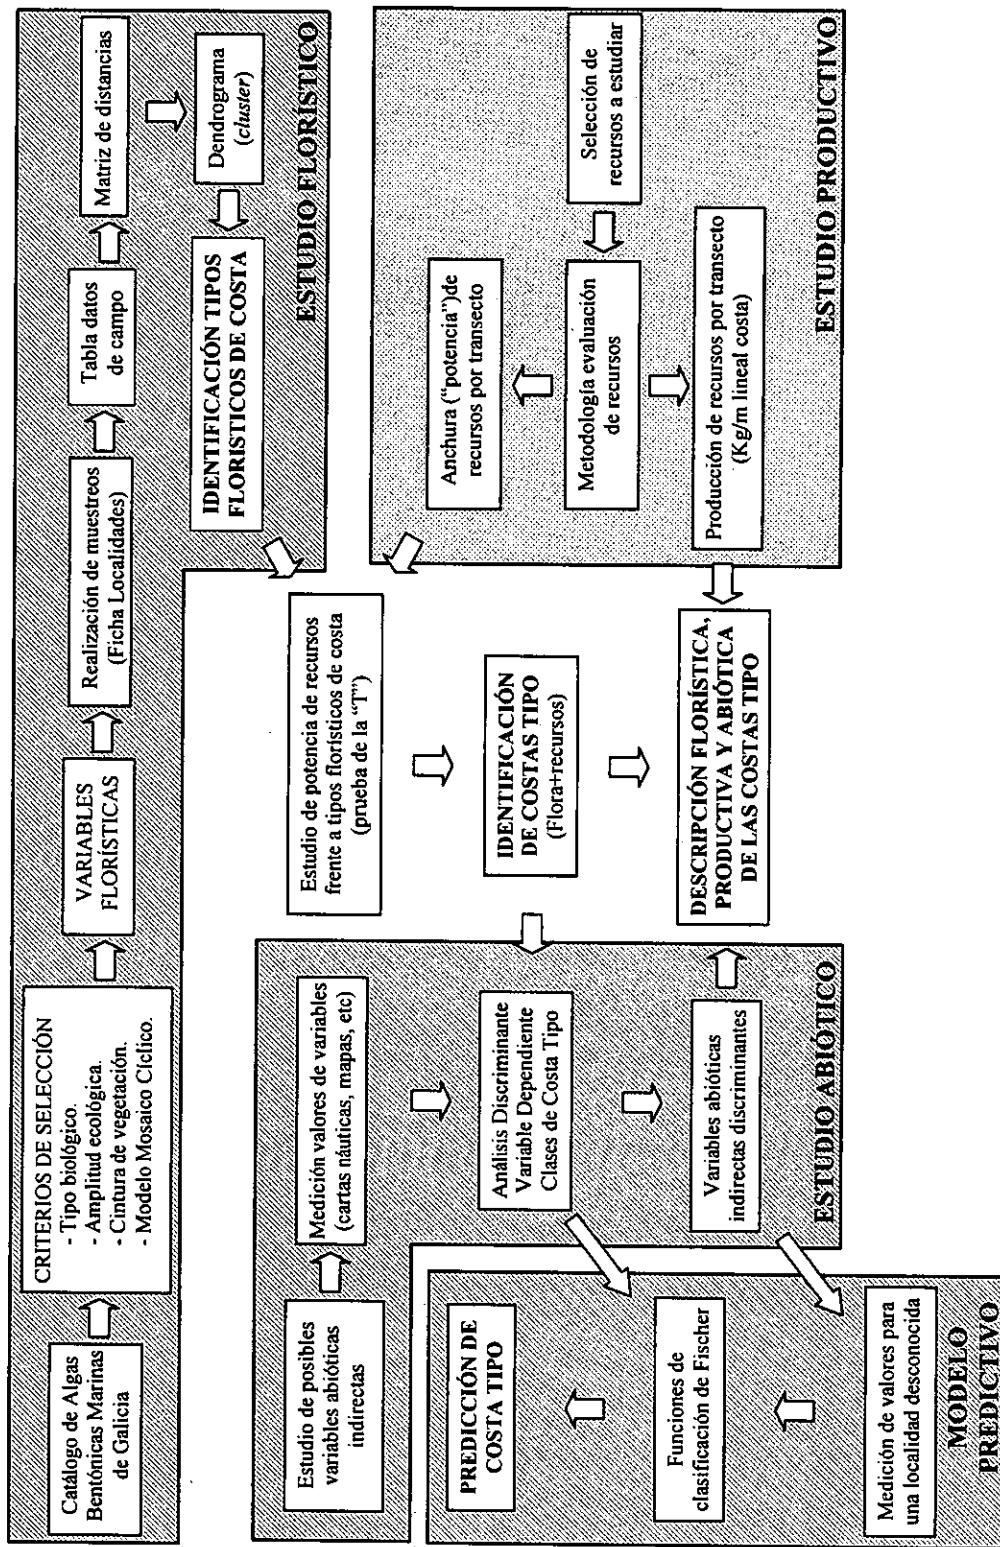 Catálogo de Algas
Bentónicas Marinas
de Galicia
CRITERIOS DE SELECCIÓN
- Tipo biológico.
- Amplitud ecológica.
- Cintura de vegetación.
- Modelo Mosaico Cíclico.
VARIABLES
FLORÍSTICAS
Realización de muestreos
(Ficha Localidades)
Tabla datos
de campo
Matriz de distancias
Dendrograma
(cluster)
IDENTIFICACIÓN TIPOS
FLORISTICOS DE COSTA
ESTUDIO FLORÍSTICO
Estudio de posibles
variables abióticas
indirectas
Medición valores de variables
(cartas náuticas, mapas, etc)
Análisis Discriminante
Variable Dependiente
Clases de Costa Tipo
Variables abióticas
indirectas discriminantes
ESTUDIO ABIÓTICO
Estudio de potencia de recursos
frente a tipos florísticos de costa
(prueba de la “T”)
IDENTIFICACIÓN
DE COSTAS TIPO
(Flora+recursos)
DESCRIPCIÓN FLORÍSTICA,
PRODUCTIVA Y ABIÓTICA
DE LAS COSTAS TIPO
Anchura (“potencia”)de
recursos por transecto
Metodología evaluación
de recursos
Selección de
recursos a estudiar
Producción de recursos por transecto
(Kg/m lineal costa)
ESTUDIO PRODUCTIVO
PREDICCIÓN DE
COSTA TIPO
Funciones de
clasificación de Fischer
Medición de valores para
una localidad desconocida
MODELO
PREDICTIVO